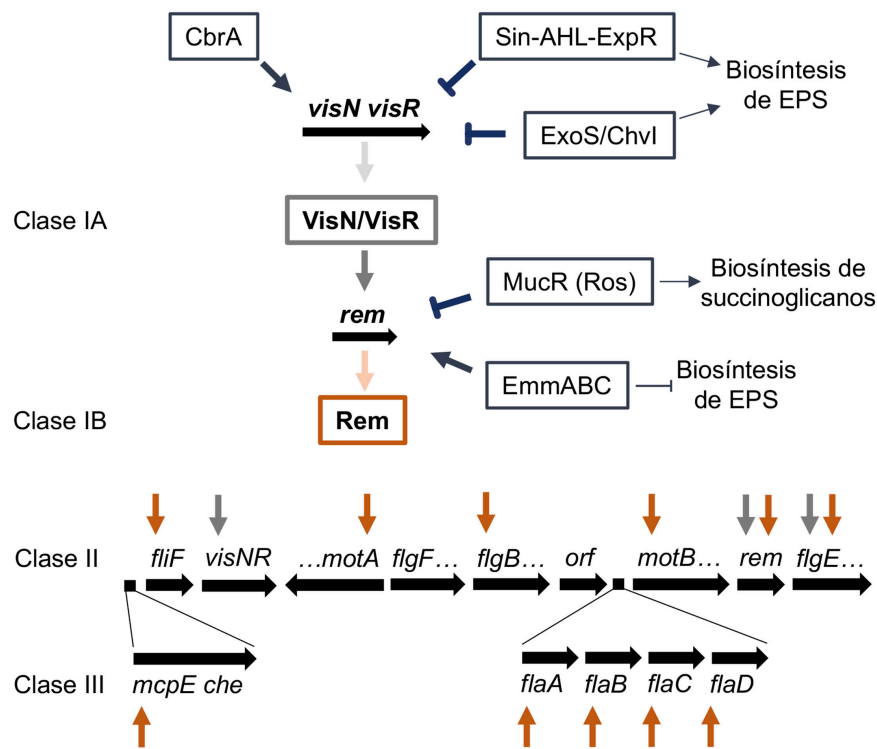 CbrA
Sin-AHL-ExpR
Biosíntesis
de EPS
visN visR
ExoS/ChvI
Clase IA
VisN/VisR
MucR (Ros)
Biosíntesis de
succinoglicanos
rem
EmmABC
Biosíntesis
de EPS
Clase IB
Rem
Clase II
fliF
visNR
...motA
flgF...
flgB...
orf
motB...
rem
flgE...
Clase III
mcpE che
flaA
flaB
flaC
flaD